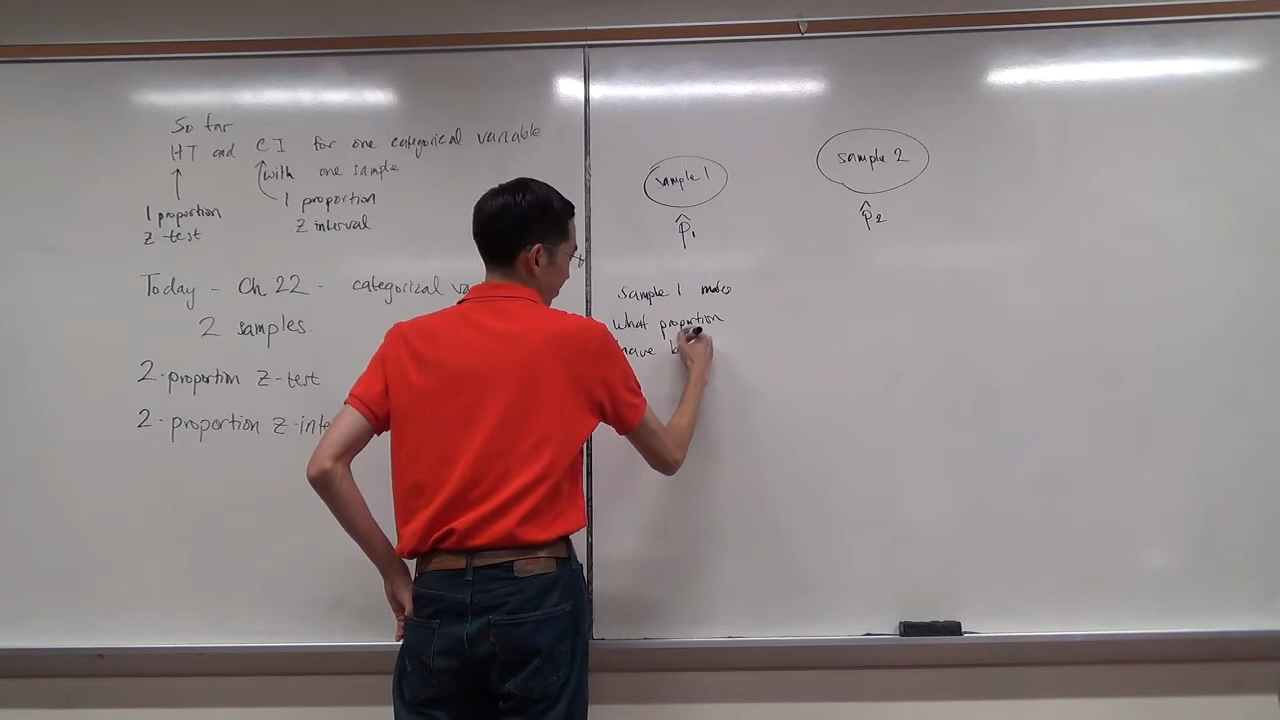 So far
HT and CI for one categorical variable
with one sample
1 proportion
z-test
1 proportion
z interval
Today - Ch 22 - categorical va
2 samples.
2-proportion z-test
2-proportion z-inte
sample 1
p̂₁
sample 2
p̂₂
Sample 1 males
what proportion
have b